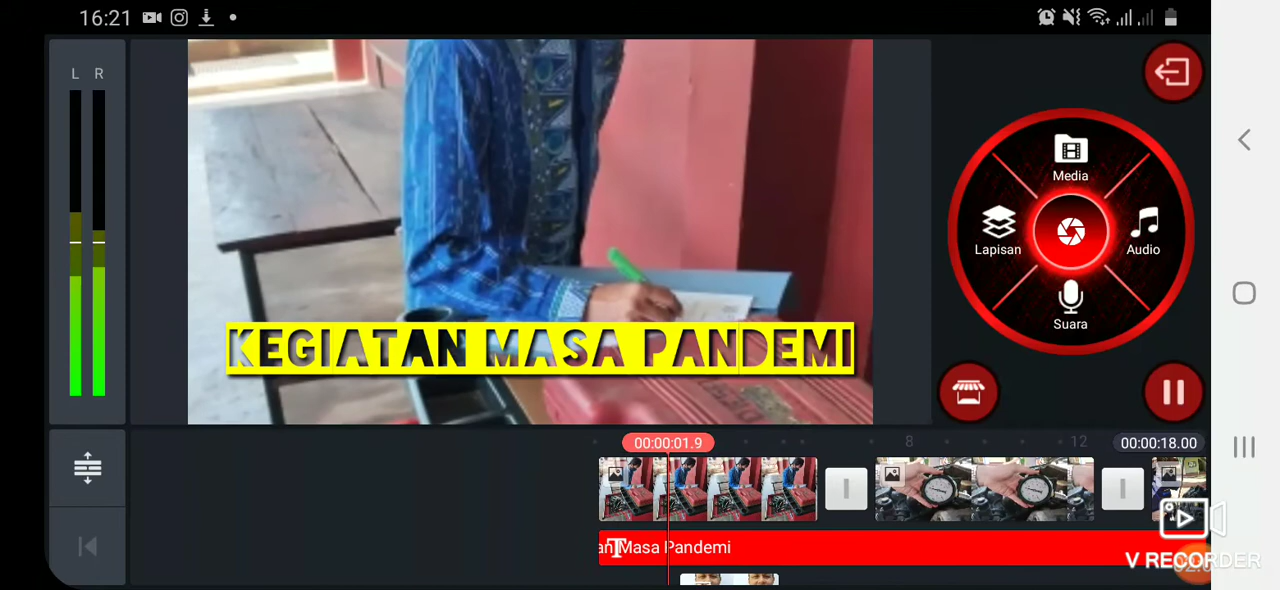 16:21
L R
KEGIATAN MASA PANDEMI
Media
Lapisan
Audio
Suara
00:00:01.9
8
12
00:00:18.00
an Masa Pandemi
V RECORDER